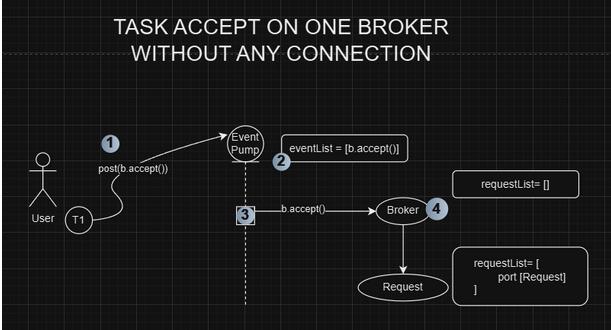 TASK ACCEPT ON ONE BROKER
WITHOUT ANY CONNECTION
1
Event
Pump
eventList = [b.accept()]
2
post(b.accept())
requestList= []
User
T1
3
b.accept()
Broker
4
requestList= [
port [Request]
]
Request